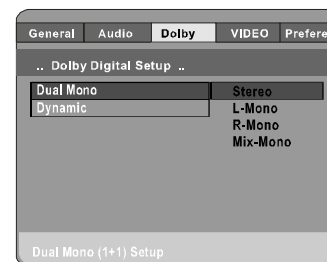 General Audio Dolby VIDEO Prefere
.. Dolby Digital Setup ..
Dual Mono Stereo
Dynamic L-Mono
R-Mono
Mix-Mono
Dual Mono (1+1) Setup